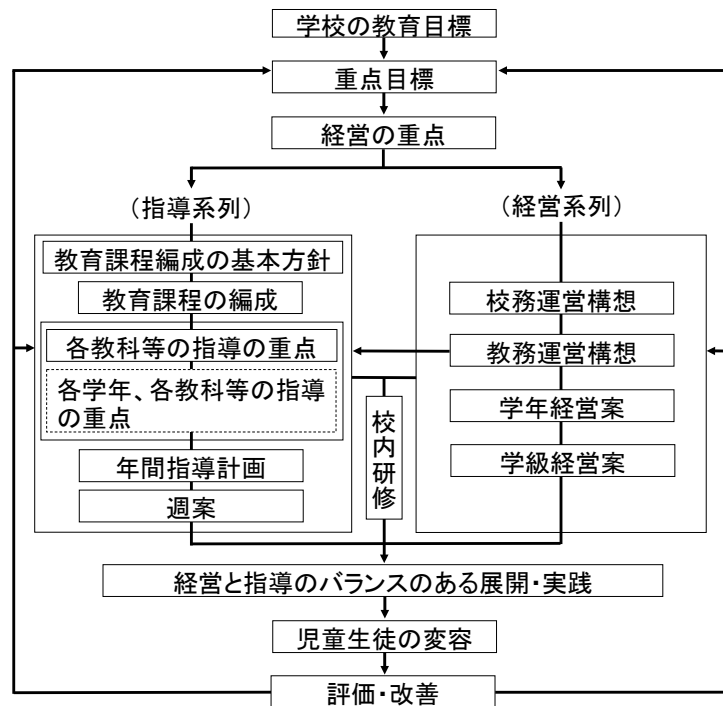 学校の教育目標
重点目標
経営の重点
（指導系列）
教育課程編成の基本方針
教育課程の編成
各教科等の指導の重点
各学年、各教科等の指導
の重点
年間指導計画
週案
校内研修
（経営系列）
校務運営構想
教務運営構想
学年経営案
学級経営案
経営と指導のバランスのある展開・実践
児童生徒の変容
評価・改善